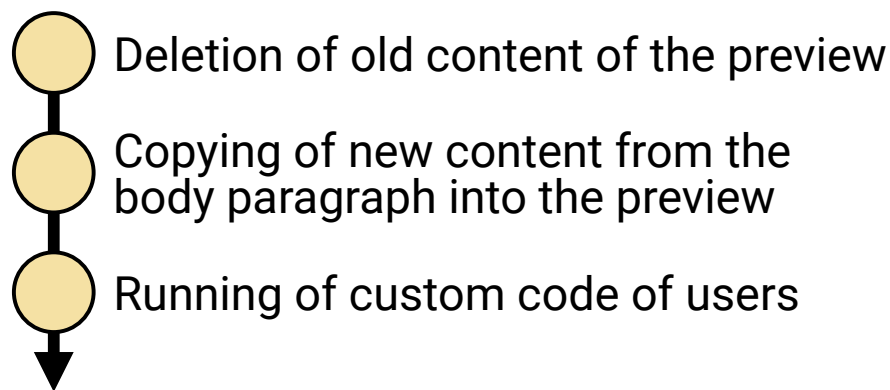 Deletion of old content of the preview
Copying of new content from the
body paragraph into the preview
Running of custom code of users